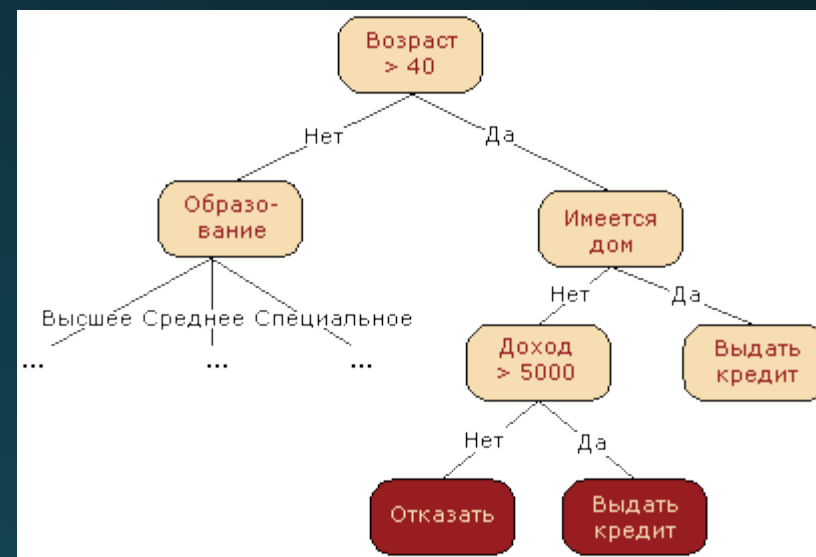 Возраст
> 40
Нет
Да
Образо-
вание
Имеется
дом
Высшее Среднее Специальное
... ... ...
Нет
Да
Доход
> 5000
Выдать
кредит
Нет
Да
Отказать
Выдать
кредит